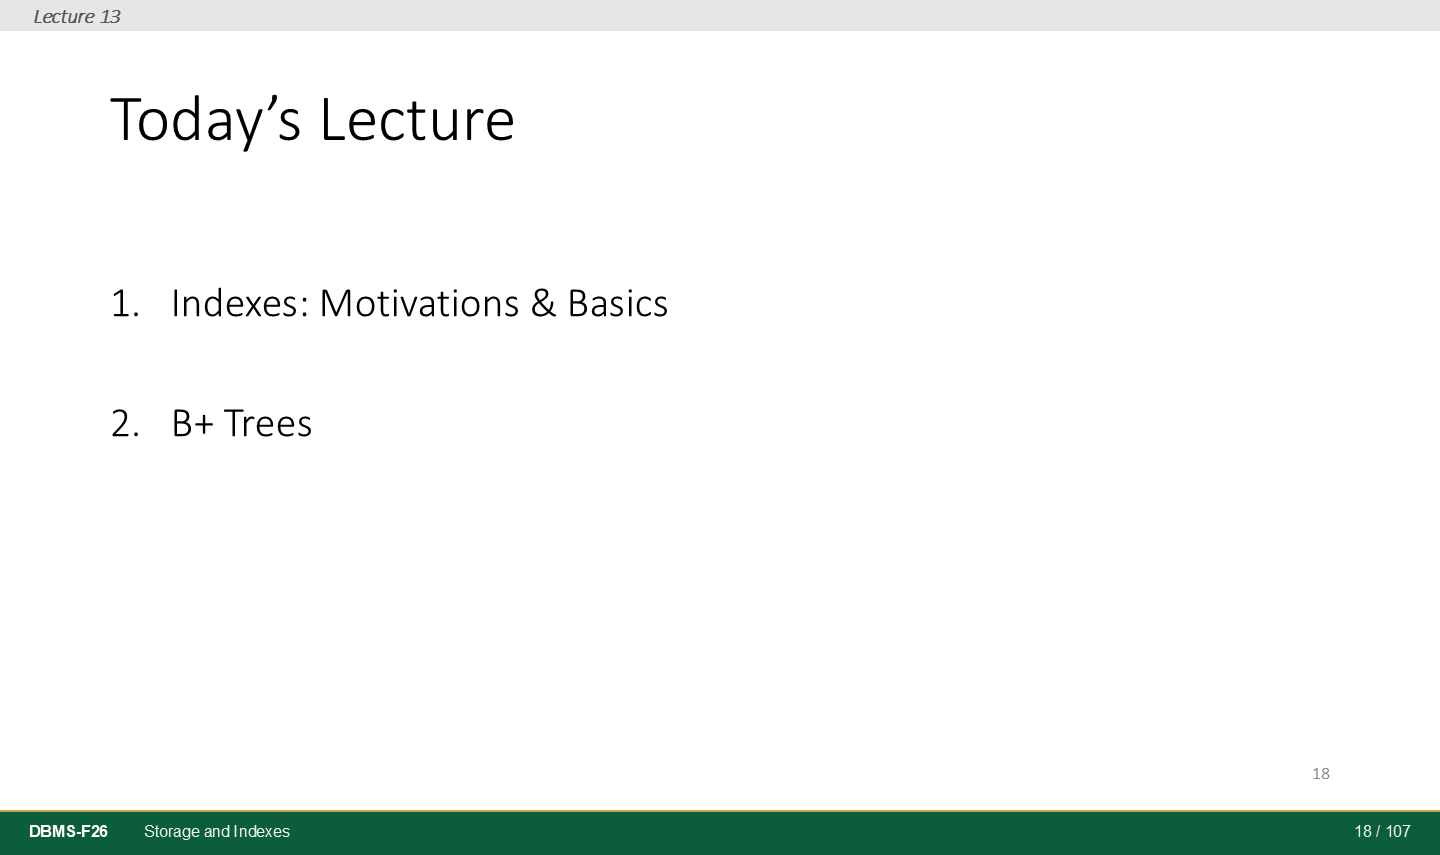 Lecture 13
Today’s Lecture
1. Indexes: Motivations & Basics
2. B+ Trees
18
DBMS-F26 Storage and Indexes 18 / 107